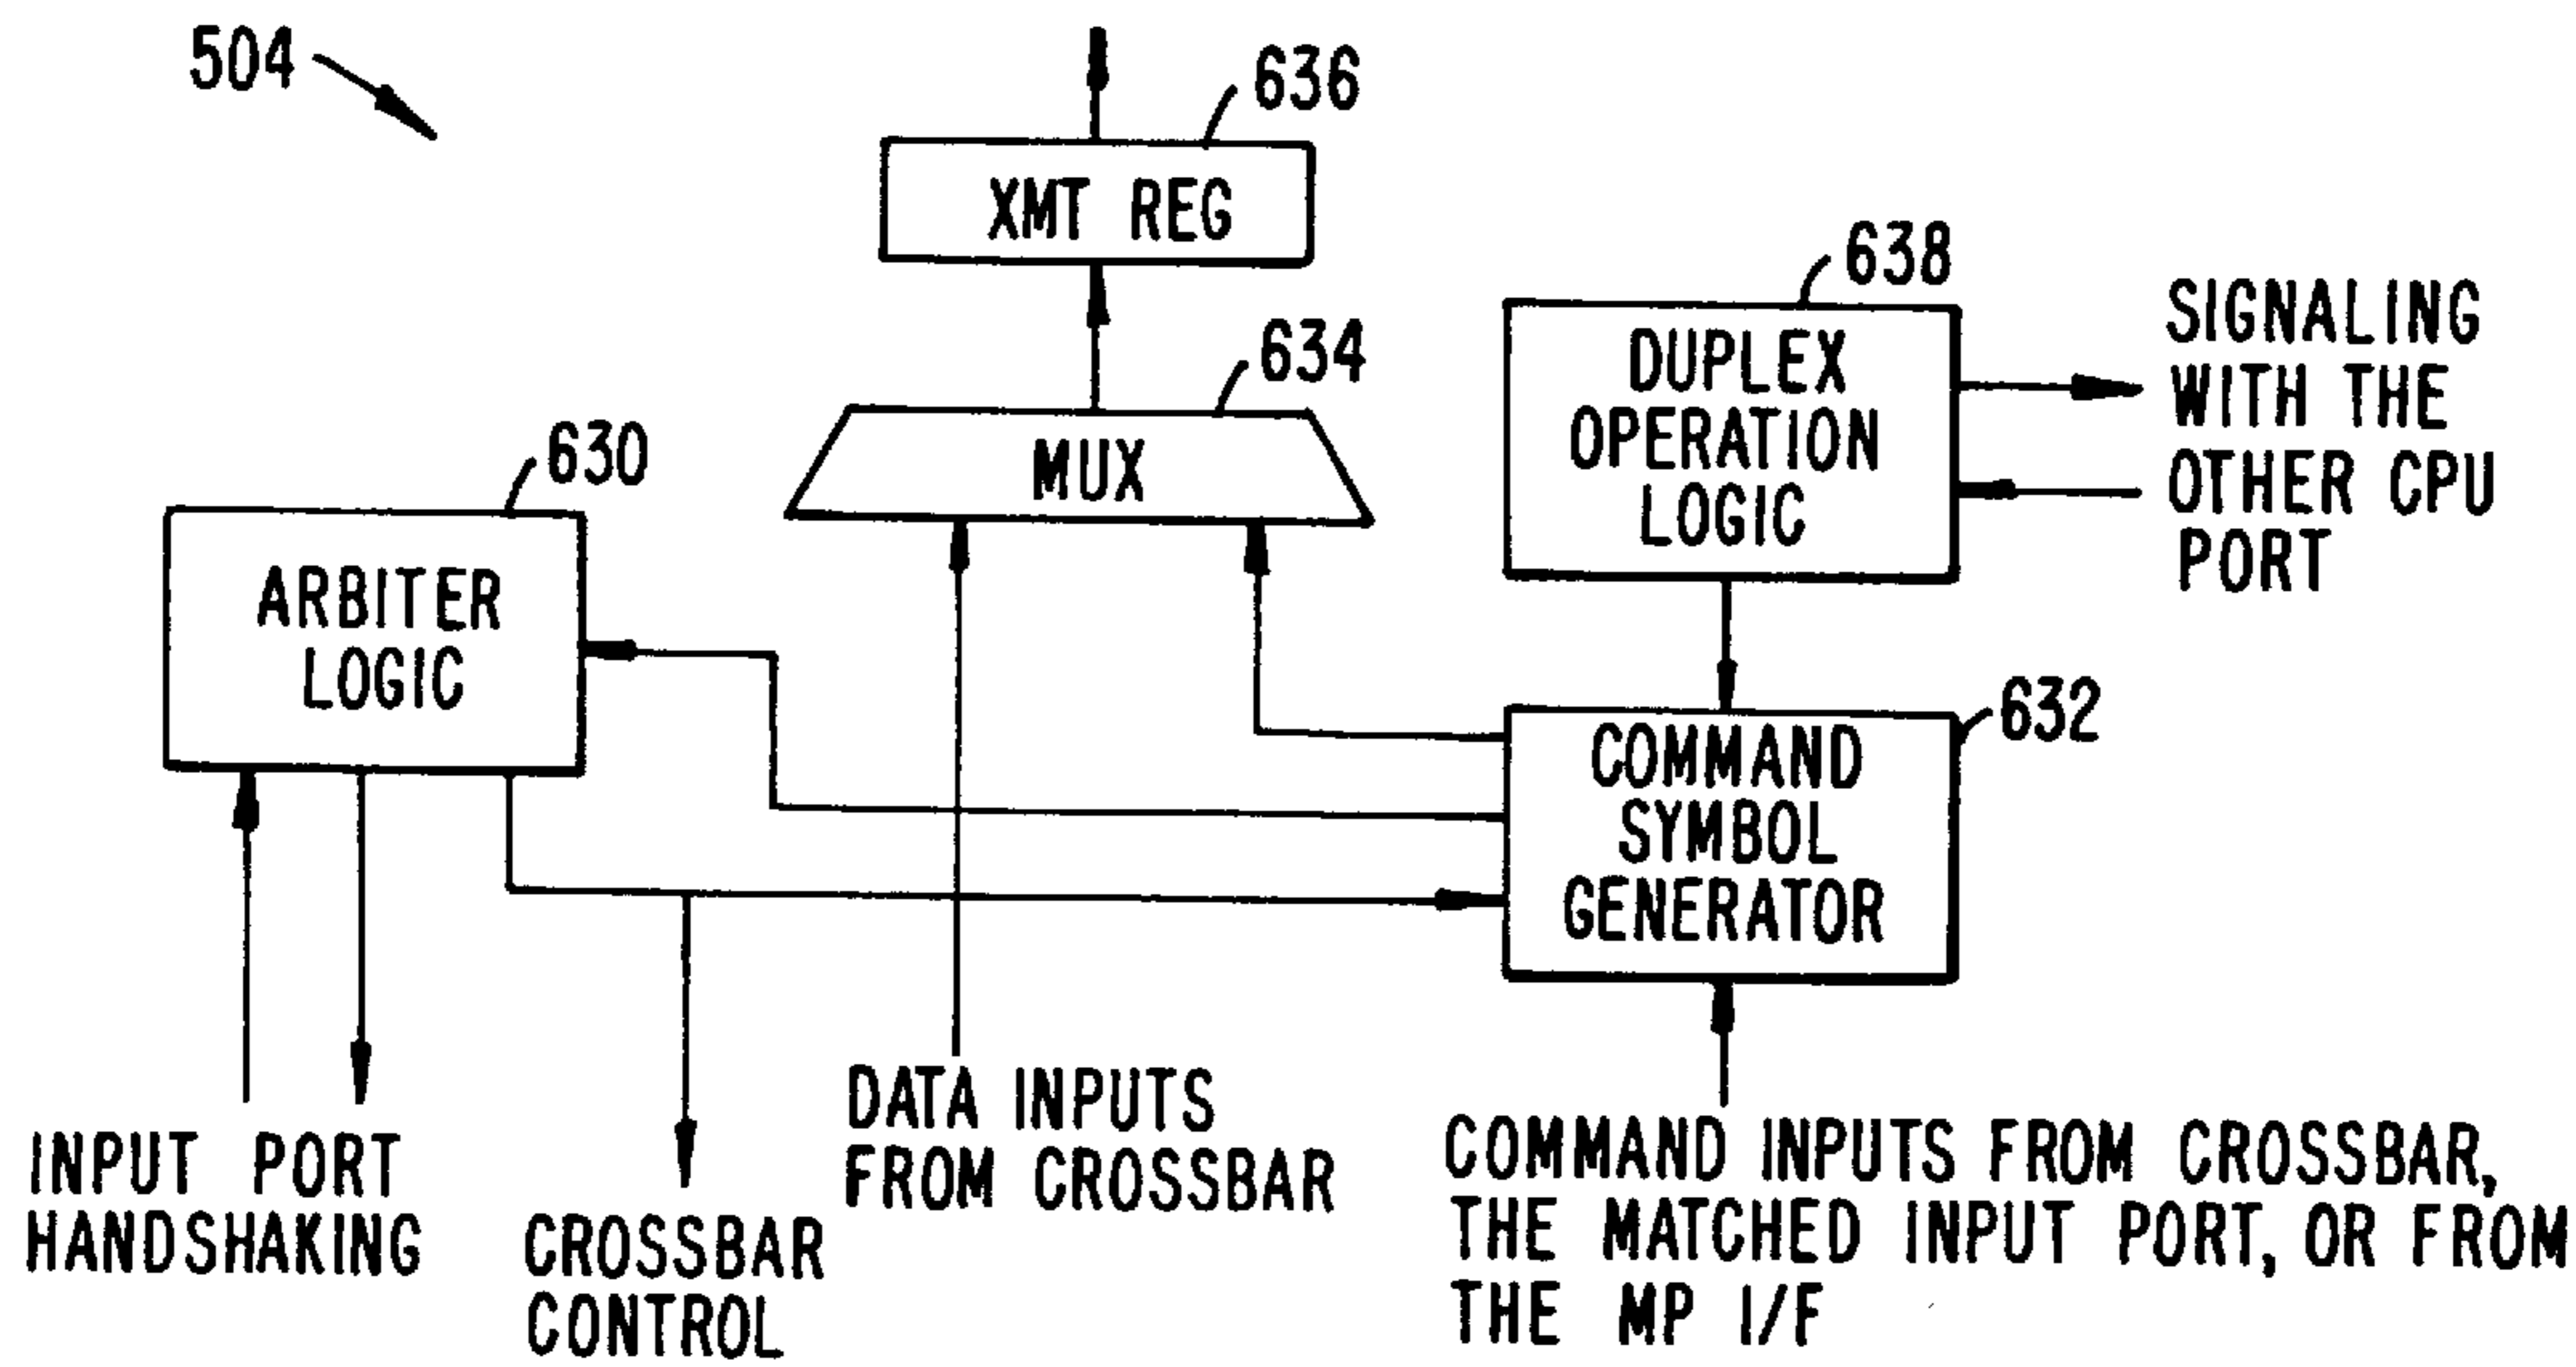 504
636
XMT REG
638
634
MUX
DUPLEX
OPERATION
LOGIC
SIGNALING
WITH THE
OTHER CPU
PORT
630
ARBITER
LOGIC
632
COMMAND
SYMBOL
GENERATOR
INPUT PORT
HANDSHAKING
CROSSBAR
CONTROL
DATA INPUTS
FROM CROSSBAR
COMMAND INPUTS FROM CROSSBAR,
THE MATCHED INPUT PORT, OR FROM
THE MP I/F